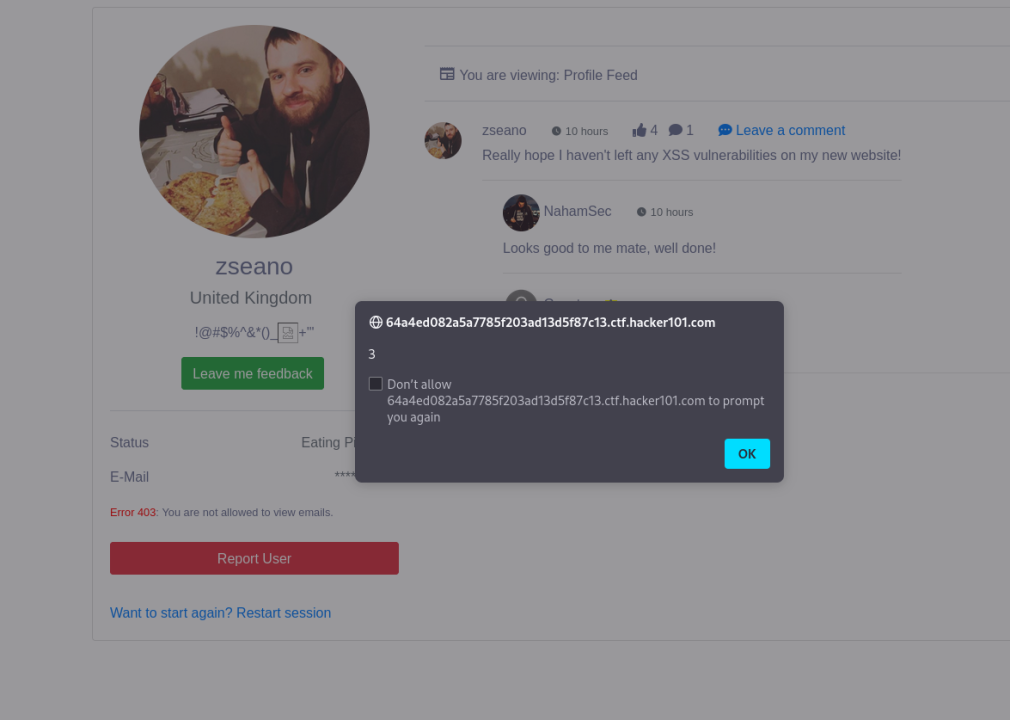 You are viewing: Profile Feed
zseano 10 hours 4 1 Leave a comment
Really hope I haven't left any XSS vulnerabilities on my new website!
NahamSec 10 hours
Looks good to me mate, well done!
zseano
United Kingdom
!@#$%^&*()_+'"
Leave me feedback
Status Eating
E-Mail ****
Error 403: You are not allowed to view emails.
Report User
Want to start again? Restart session
64a4ed082a5a7785f203ad13d5f87c13.ctf.hacker101.com
3
Don't allow
64a4ed082a5a7785f203ad13d5f87c13.ctf.hacker101.com to prompt
you again
OK